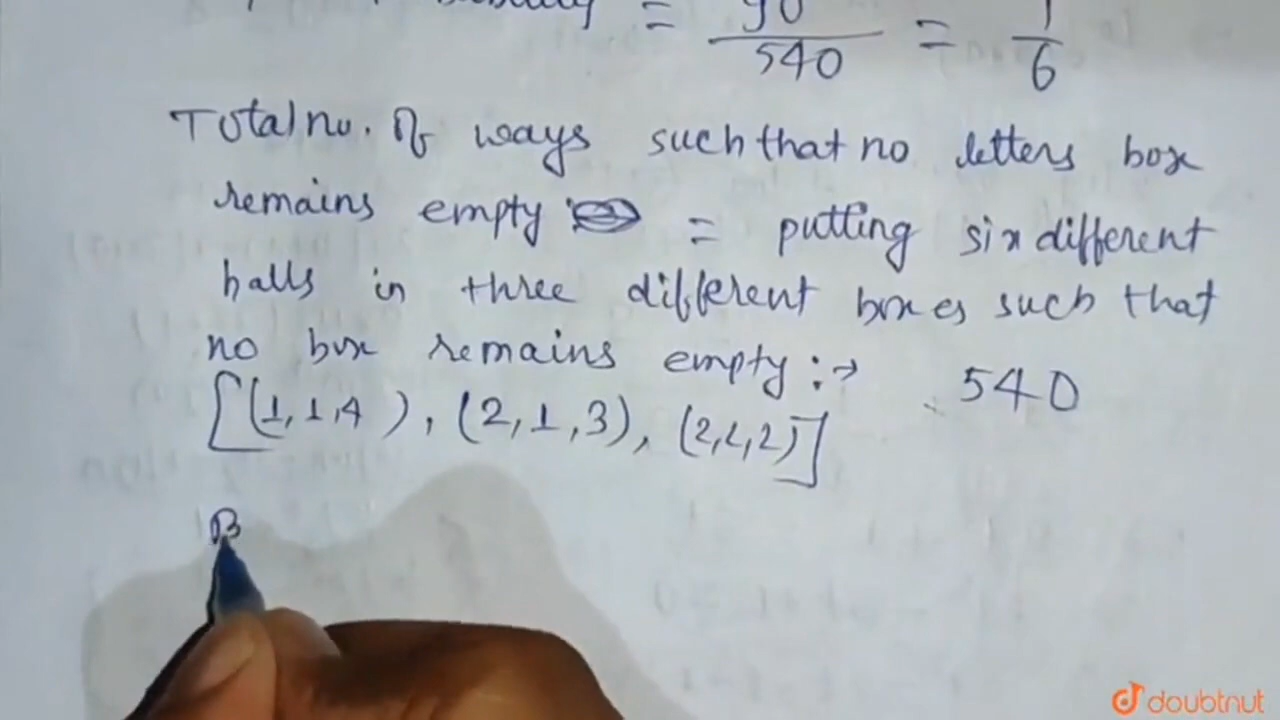 = 90/540 = 1/6
Total no. Of ways such that no letters box
remains empty = putting six different
balls in three different boxes such that
no box remains empty :→ 540
[(1,1,4), (2,1,3), (2,2,2)]
B
doubtnut